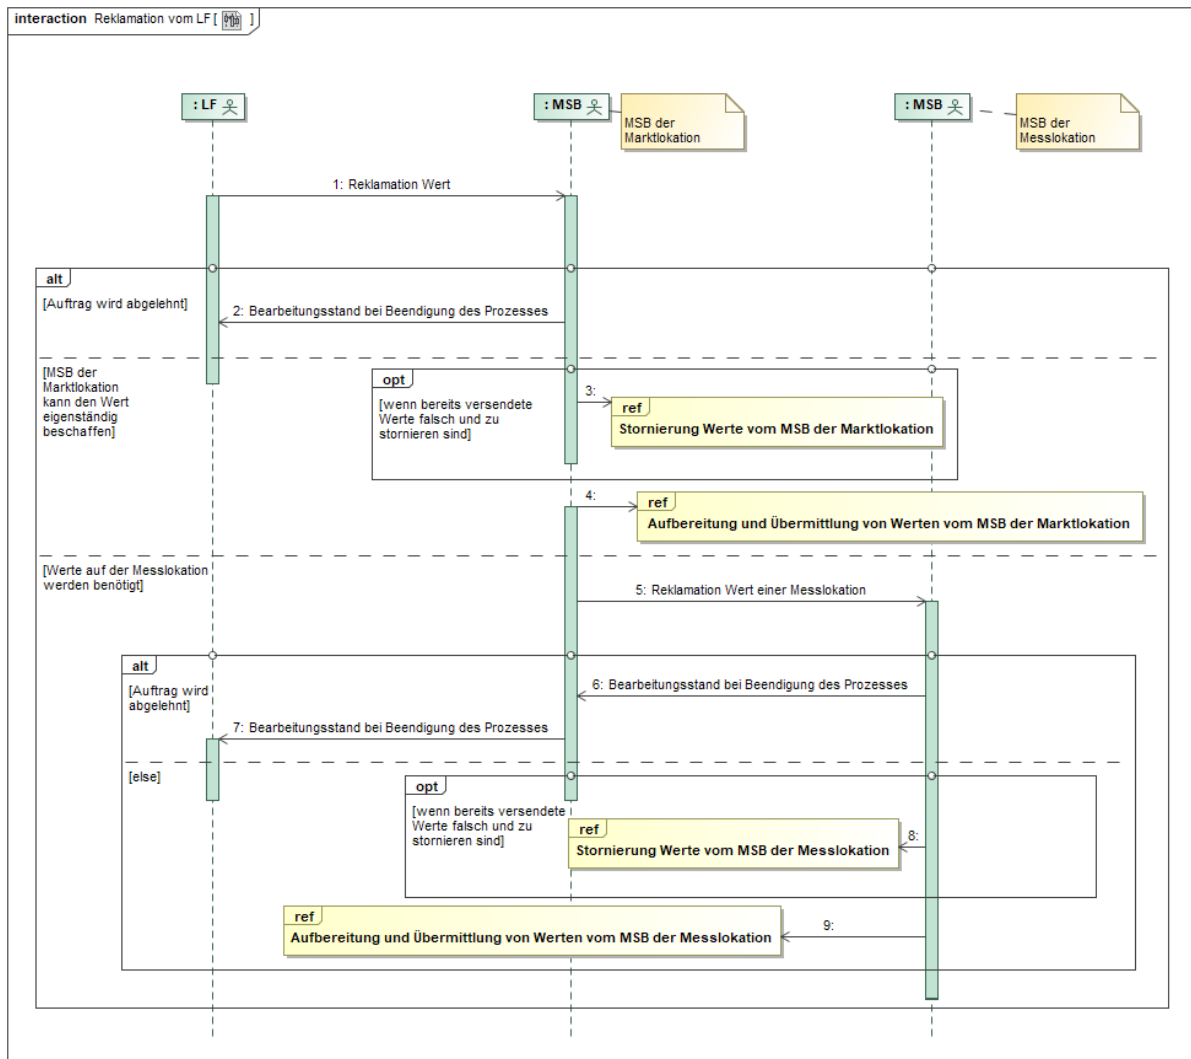 interaction Reklamation vom LF [ ]
: LF
: MSB
MSB der
Marktlokation
: MSB
MSB der
Messlokation
1: Reklamation Wert
alt
[Auftrag wird abgelehnt]
2: Bearbeitungsstand bei Beendigung des Prozesses
[MSB der
Marktlokation
kann den Wert
eigenständig
beschaffen]
opt
[wenn bereits versendete
Werte falsch und zu
stornieren sind]
3:
ref
Stornierung Werte vom MSB der Marktlokation
4:
ref
Aufbereitung und Übermittlung von Werten vom MSB der Marktlokation
[Werte auf der Messlokation
werden benötigt]
5: Reklamation Wert einer Messlokation
alt
[Auftrag wird
abgelehnt]
6: Bearbeitungsstand bei Beendigung des Prozesses
7: Bearbeitungsstand bei Beendigung des Prozesses
[else]
opt
[wenn bereits versendete
Werte falsch und zu
stornieren sind]
8:
ref
Stornierung Werte vom MSB der Messlokation
9:
ref
Aufbereitung und Übermittlung von Werten vom MSB der Messlokation